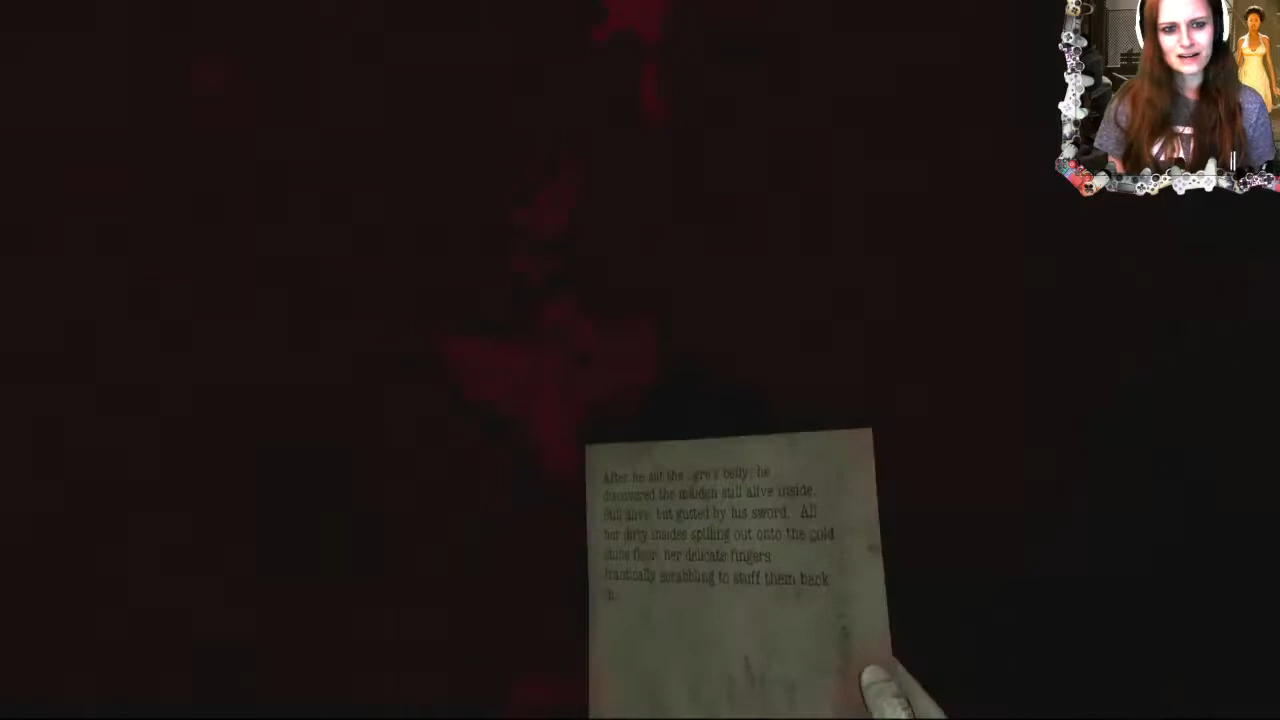 After he slit the ogre's belly, he
discovered the maiden still alive inside.
Still alive, but gutted by his sword. All
her dirty insides spilling out onto the cold
stone floor, her delicate fingers
frantically scrabbling to stuff them back
in.